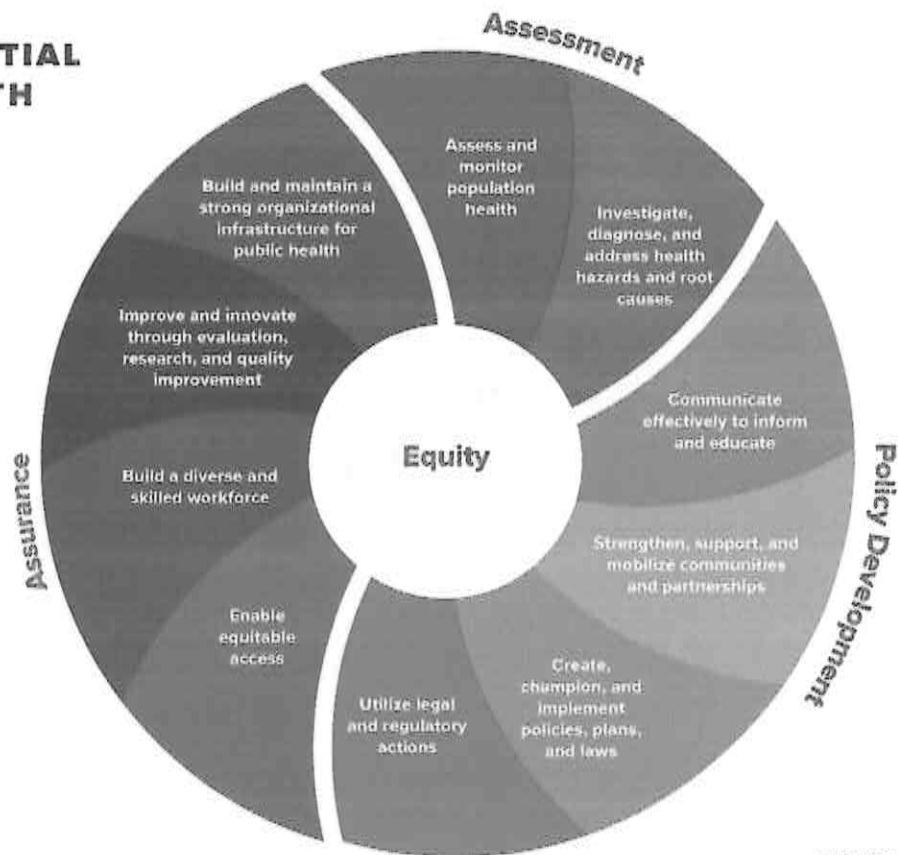 TIAL
TH
Assessment
Assess and
monitor
population
health
Investigate,
diagnose, and
address health
hazards and root
causes
Policy Development
Communicate
effectively to inform
and educate
Strengthen, support, and
mobilize communities
and partnerships
Create,
champion, and
implement
policies, plans,
and laws
Utilize legal
and regulatory
actions
Assurance
Enable
equitable
access
Build a diverse and
skilled workforce
Improve and innovate
through evaluation,
research, and quality
improvement
Build and maintain a
strong organizational
infrastructure for
public health
Equity